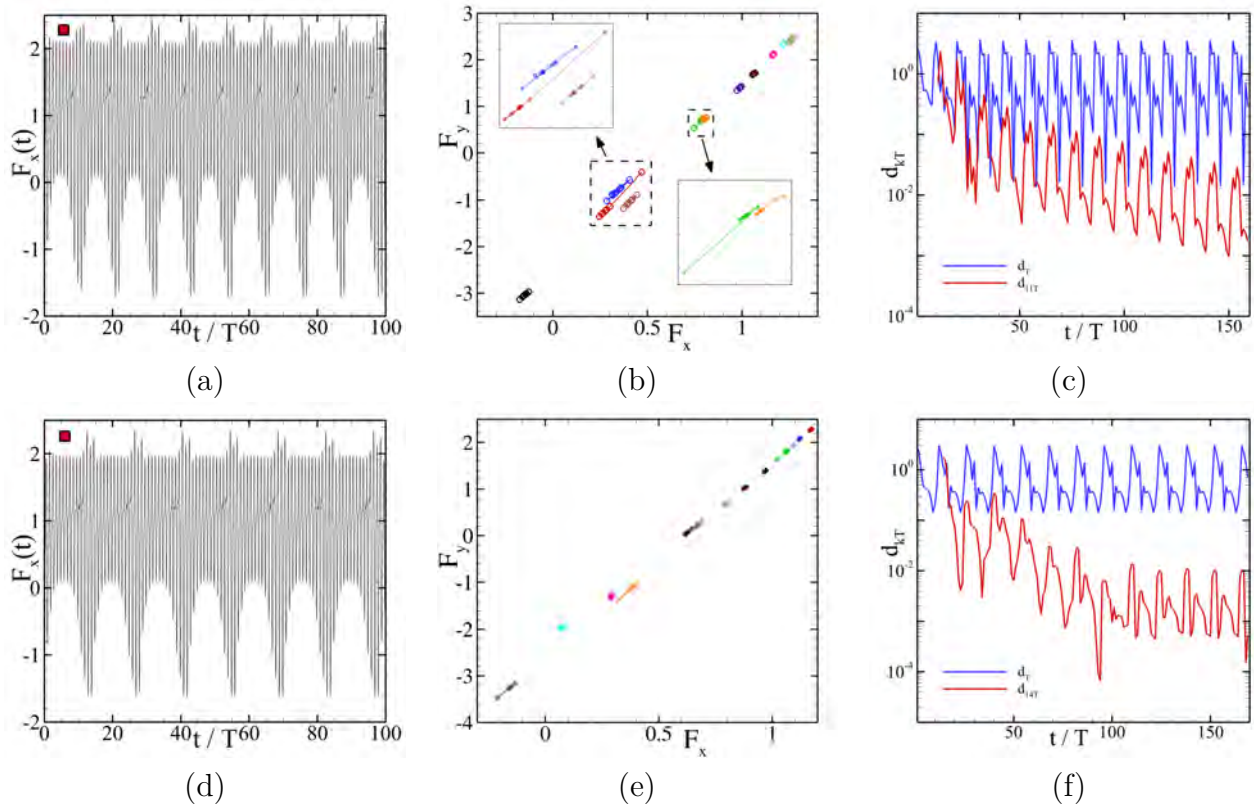 2
1
0
-1
-2
F_x(t)
0 20 40 60 80 100
t / T
(a)
3
2
1
0
-1
-2
-3
F_y
0 0.5 1
F_x
(b)
10^0
10^-2
10^-4
d_kT
d_T
d_11T
50 100 150
t / T
(c)
2
1
0
-1
-2
F_x(t)
0 20 40 60 80 100
t / T
(d)
2
1
0
-1
-2
-3
-4
F_y
0 0.5 1
F_x
(e)
10^0
10^-2
10^-4
d_kT
d_T
d_14T
50 100 150
t / T
(f)